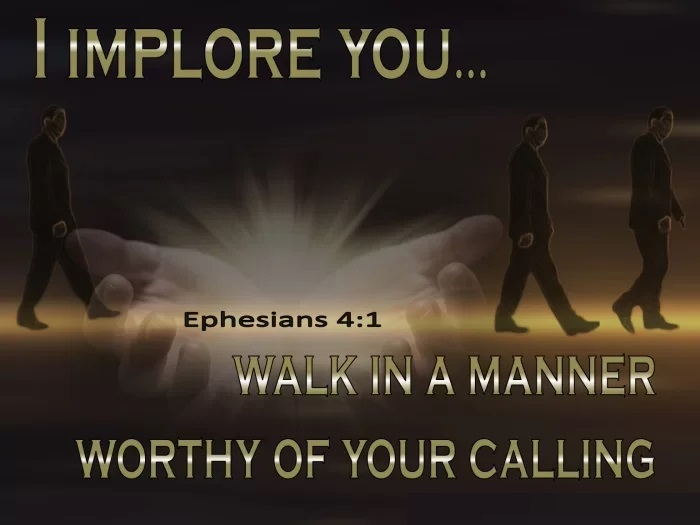 I IMPLORE YOU...
Ephesians 4:1
WALK IN A MANNER
WORTHY OF YOUR CALLING